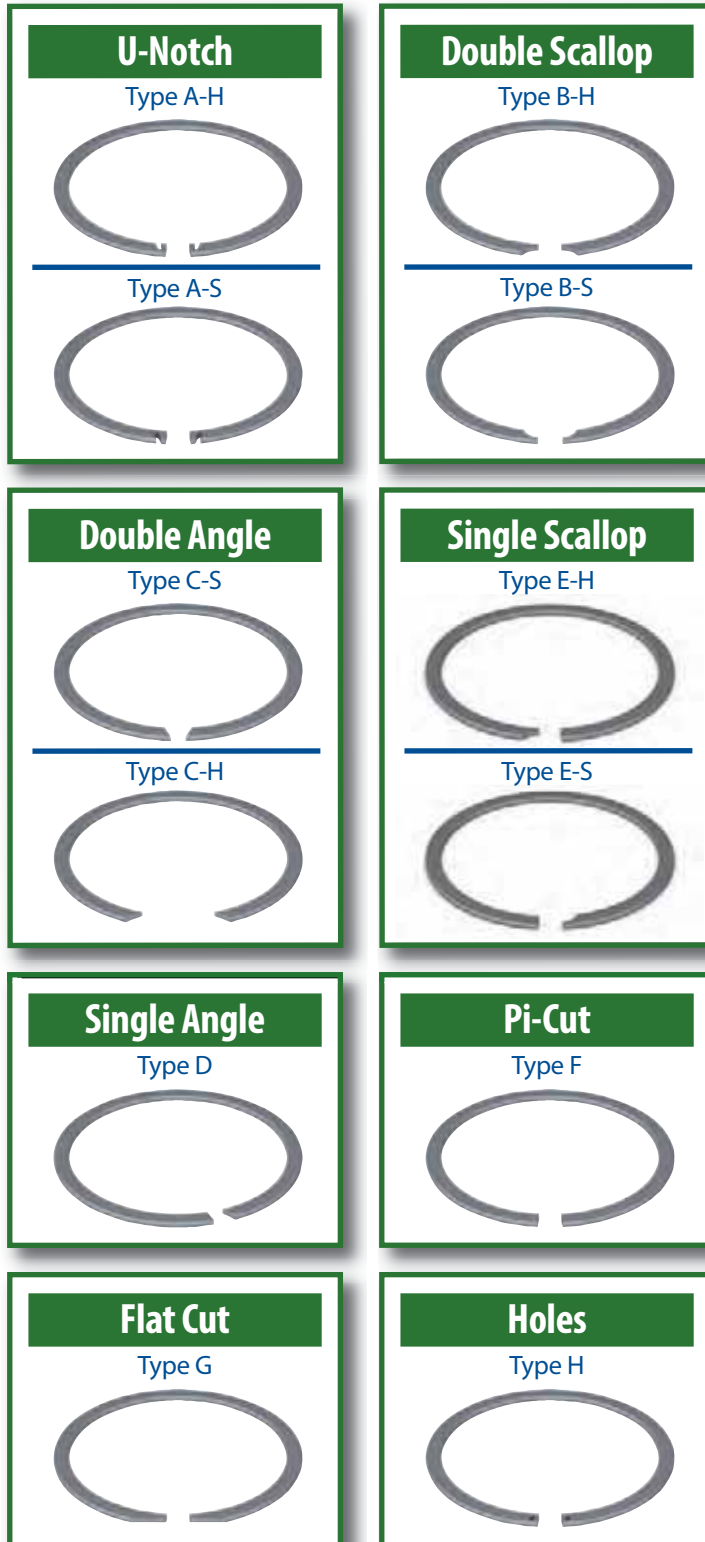 U-Notch
Type A-H
Type A-S
Double Scallop
Type B-H
Type B-S
Double Angle
Type C-S
Type C-H
Single Scallop
Type E-H
Type E-S
Single Angle
Type D
Pi-Cut
Type F
Flat Cut
Type G
Holes
Type H